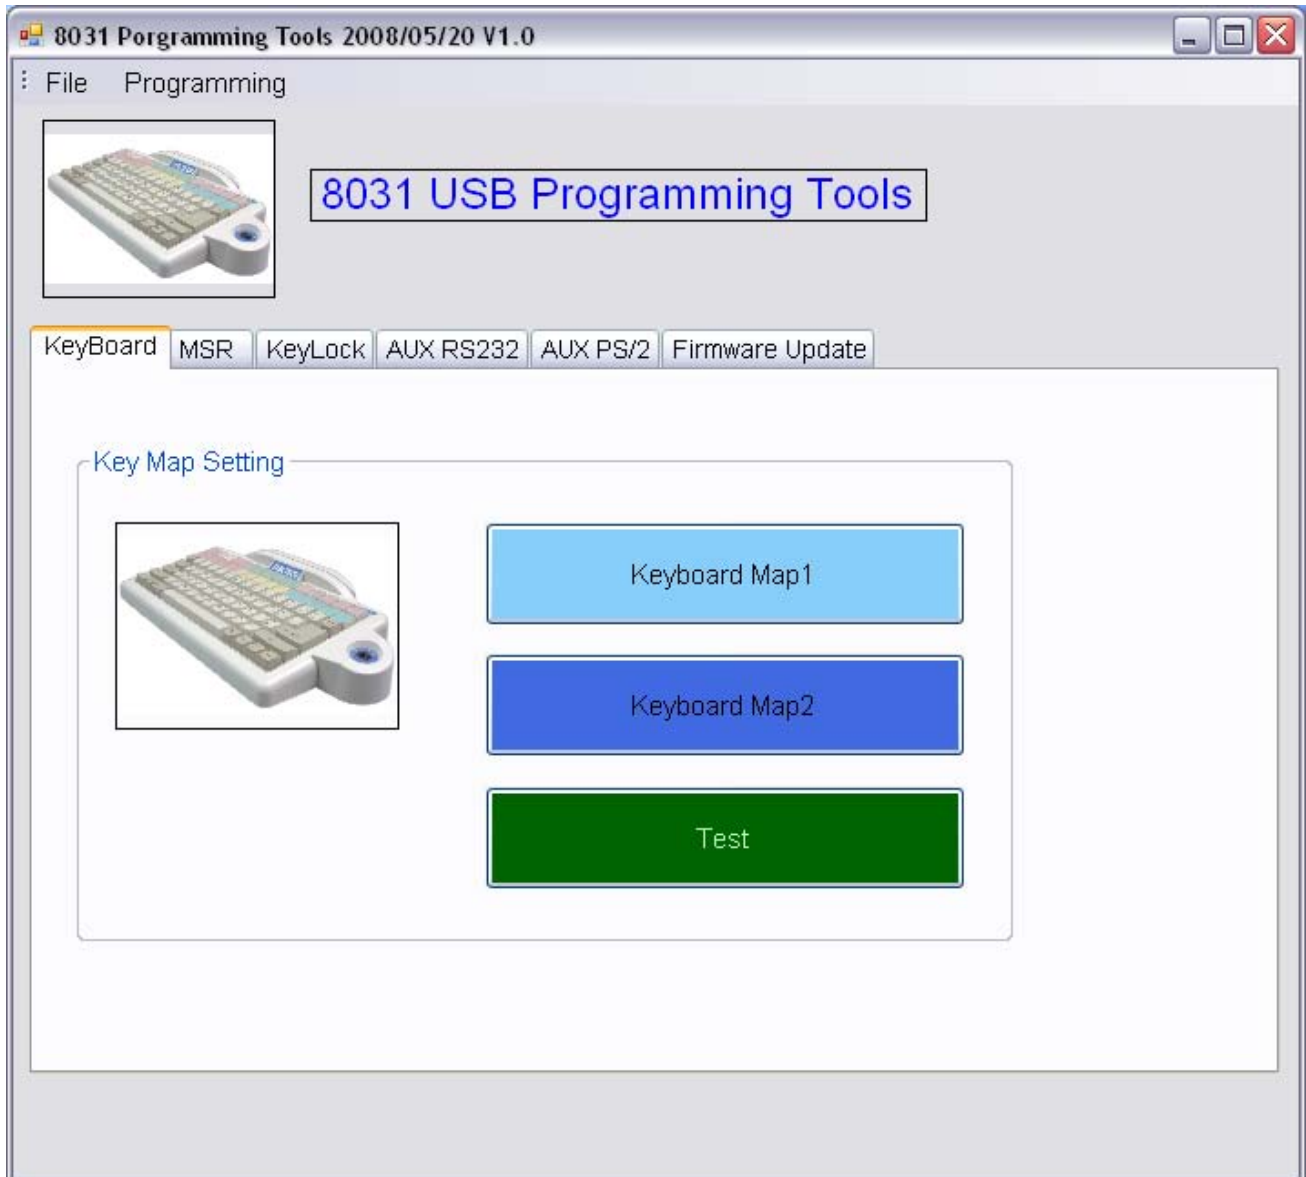 8031 Porgramming Tools 2008/05/20 V1.0
File Programming
8031 USB Programming Tools
KeyBoard MSR KeyLock AUX RS232 AUX PS/2 Firmware Update
Key Map Setting
Keyboard Map1
Keyboard Map2
Test